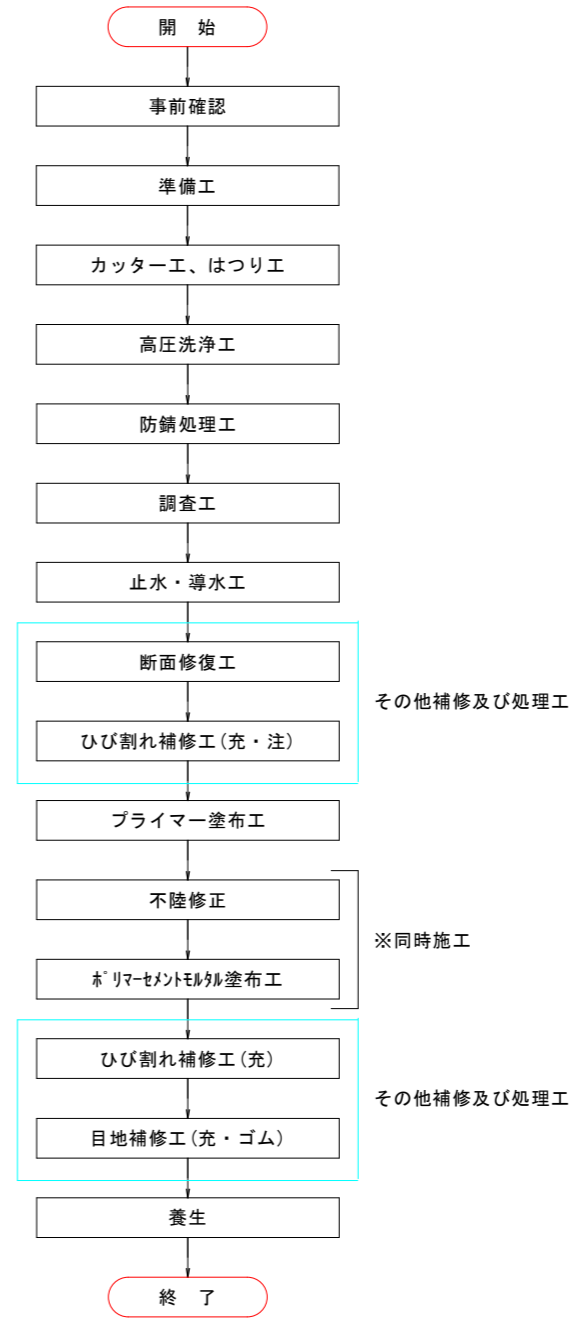 開 始
事前確認
準備工
カッター工、はつり工
高圧洗浄工
防錆処理工
調査工
止水・導水工
断面修復工
その他補修及び処理工
ひび割れ補修工(充・注)
プライマー塗布工
不陸修正
※同時施工
ﾎﾟﾘﾏｰｾﾒﾝﾄﾓﾙﾀﾙ塗布工
ひび割れ補修工(充)
その他補修及び処理工
目地補修工(充・ゴム)
養生
終 了